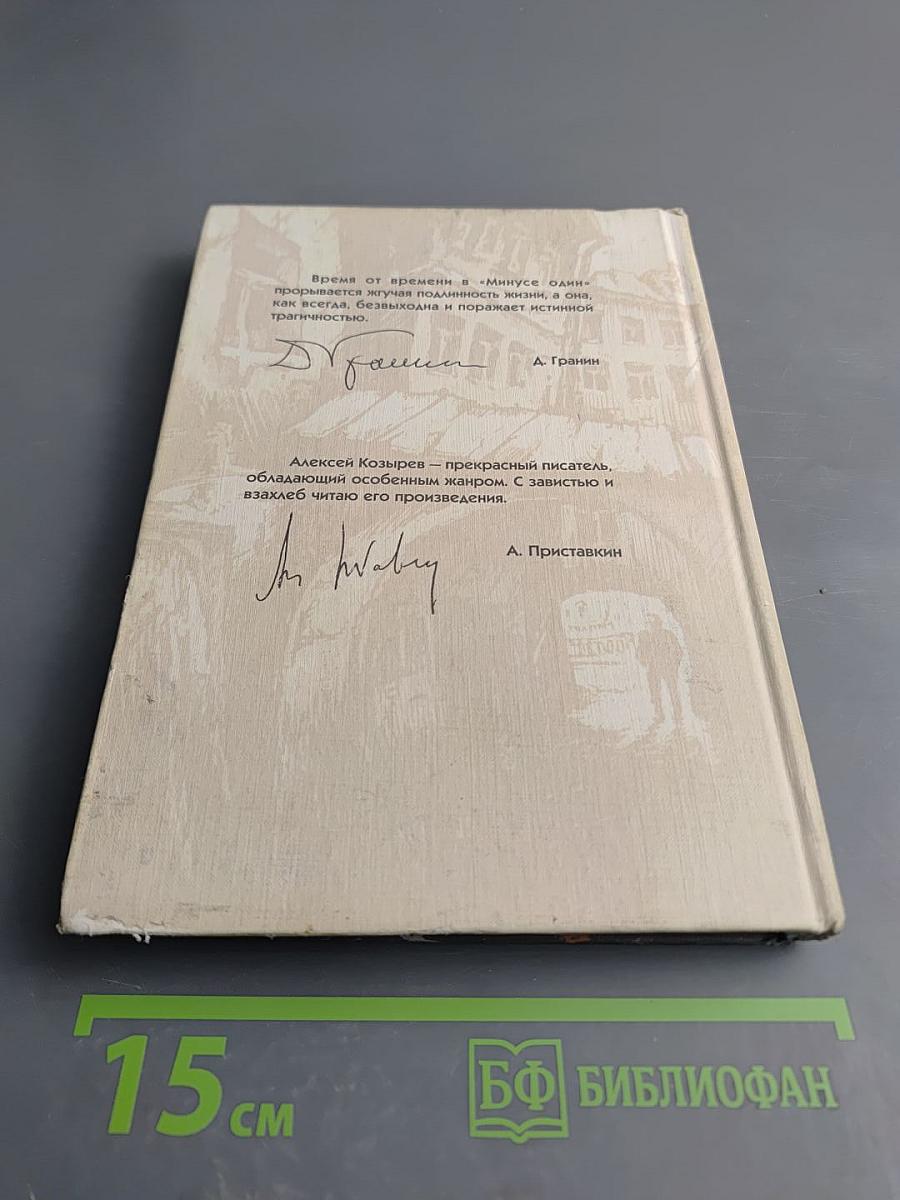 Время от времени в «Минусе один»
прорывается жгучая подлинность жизни, а она,
как всегда, безвыходна и поражает истинной
трагичностью.
Д. Гранин
Алексей Козырев – прекрасный писатель,
обладающий особенным жанром. С завистью и
взахлеб читаю его произведения.
А. Приставкин
15 см
БФ БИБЛИОФАН